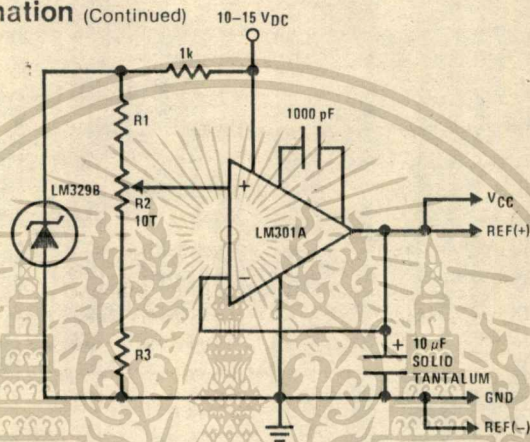 nation (Continued)
10–15 VDC
1k
1000 pF
R1
LM329B
R2
10T
+
LM301A
–
VCC
REF(+)
R3
+ 10 µF
SOLID
TANTALUM
GND
REF(–)